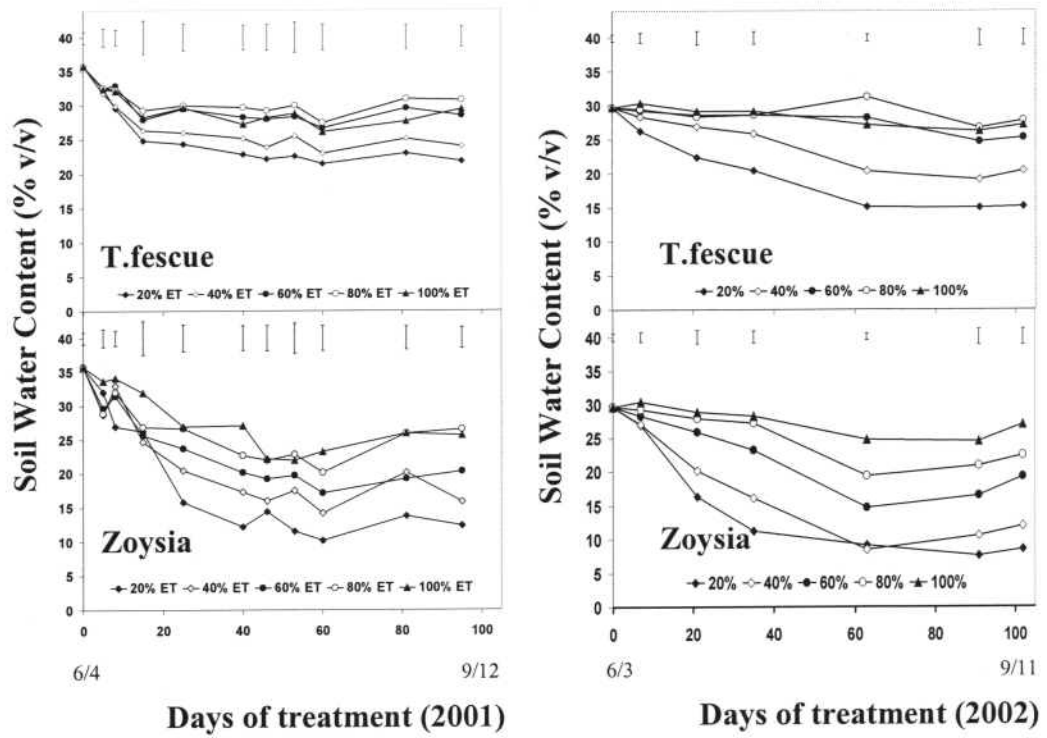 Soil Water Content (% v/v)
40
35
30
25
20
15
10
5
0
T.fescue
20% ET 40% ET 60% ET 80% ET 100% ET
40
35
30
25
20
15
10
5
0
Zoysia
20% ET 40% ET 60% ET 80% ET 100% ET
0 20 40 60 80 100
6/4 9/12
Days of treatment (2001)
Soil Water Content (% v/v)
40
35
30
25
20
15
10
5
0
T.fescue
20% 40% 60% 80% 100%
40
35
30
25
20
15
10
5
0
Zoysia
20% 40% 60% 80% 100%
0 20 40 60 80 100
6/3 9/11
Days of treatment (2002)